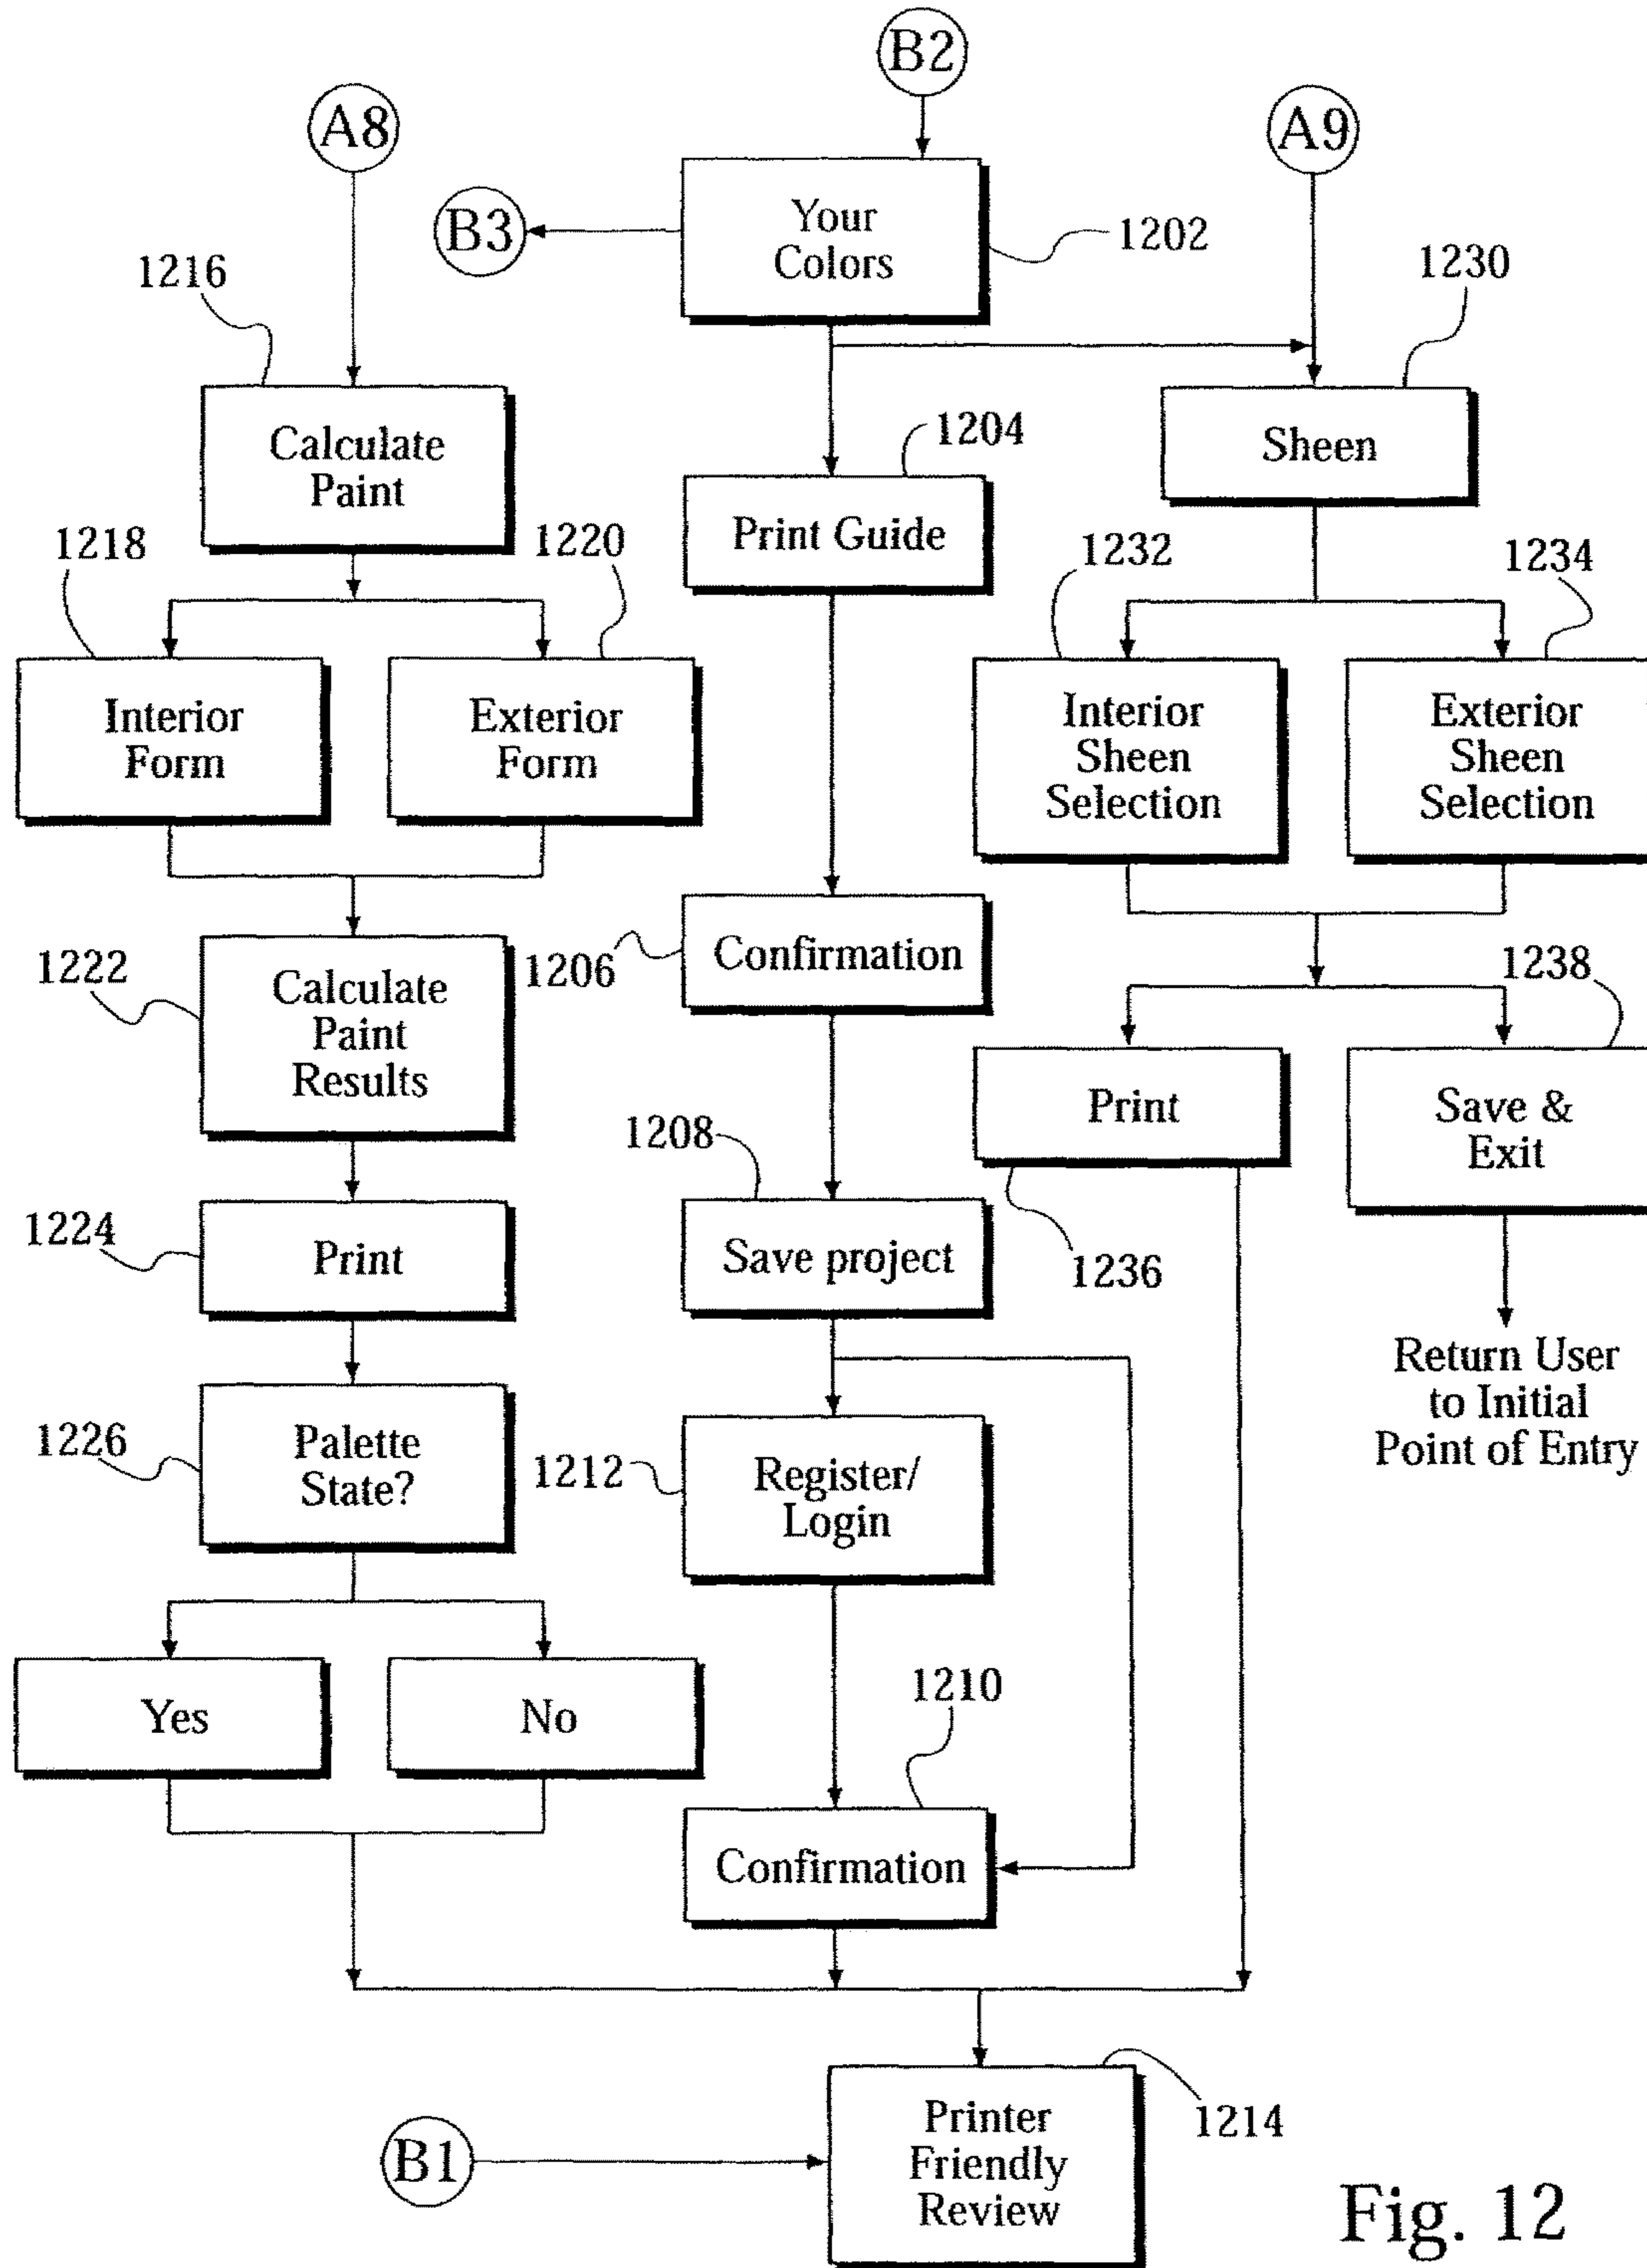 B2
A8
A9
B3
Your
Colors
1202
1216
1230
Calculate
Paint
1204
Sheen
Print Guide
1218
1220
1232
1234
Interior
Form
Exterior
Form
Interior
Sheen
Selection
Exterior
Sheen
Selection
1206
Confirmation
1222
Calculate
Paint
Results
1238
Print
Save &
Exit
1208
1224
Print
Save project
1236
Return User
to Initial
Point of Entry
1226
Palette
State?
1212
Register/
Login
Yes
No
1210
Confirmation
Printer
Friendly
Review
1214
B1
Fig. 12